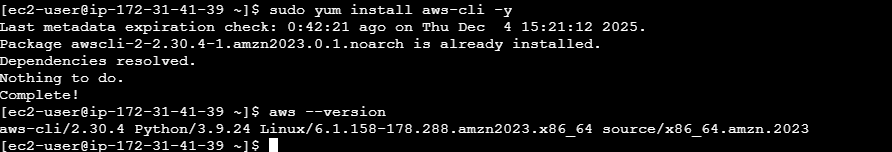 [ec2-user@ip-172-31-41-39 ~]$ sudo yum install aws-cli -y
Last metadata expiration check: 0:42:21 ago on Thu Dec  4 15:21:12 2025.
Package awscli-2-2.30.4-1.amzn2023.0.1.noarch is already installed.
Dependencies resolved.
Nothing to do.
Complete!
[ec2-user@ip-172-31-41-39 ~]$ aws --version
aws-cli/2.30.4 Python/3.9.24 Linux/6.1.158-178.288.amzn2023.x86_64 source/x86_64.amzn.2023
[ec2-user@ip-172-31-41-39 ~]$